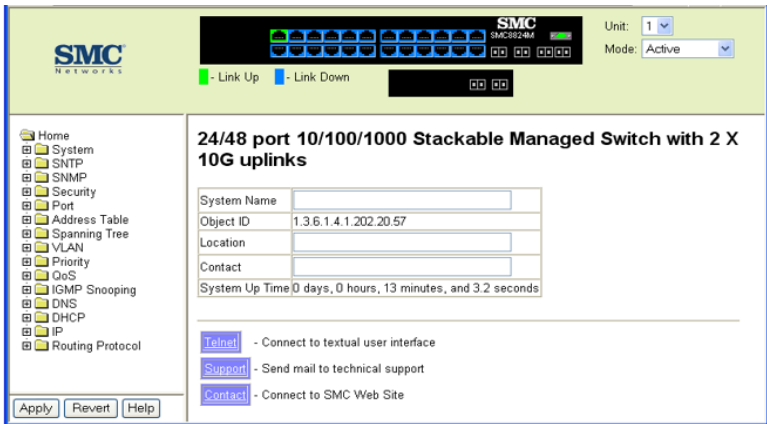 SMC
Networks
SMC
SMC8824M
- Link Up
- Link Down
Unit: 1
Mode: Active
Home
System
SNTP
SNMP
Security
Port
Address Table
Spanning Tree
VLAN
Priority
QoS
IGMP Snooping
DNS
DHCP
IP
Routing Protocol
Apply Revert Help
24/48 port 10/100/1000 Stackable Managed Switch with 2 X
10G uplinks
System Name
Object ID 1.3.6.1.4.1.202.20.57
Location
Contact
System Up Time 0 days, 0 hours, 13 minutes, and 3.2 seconds
Telnet - Connect to textual user interface
Support - Send mail to technical support
Contact - Connect to SMC Web Site